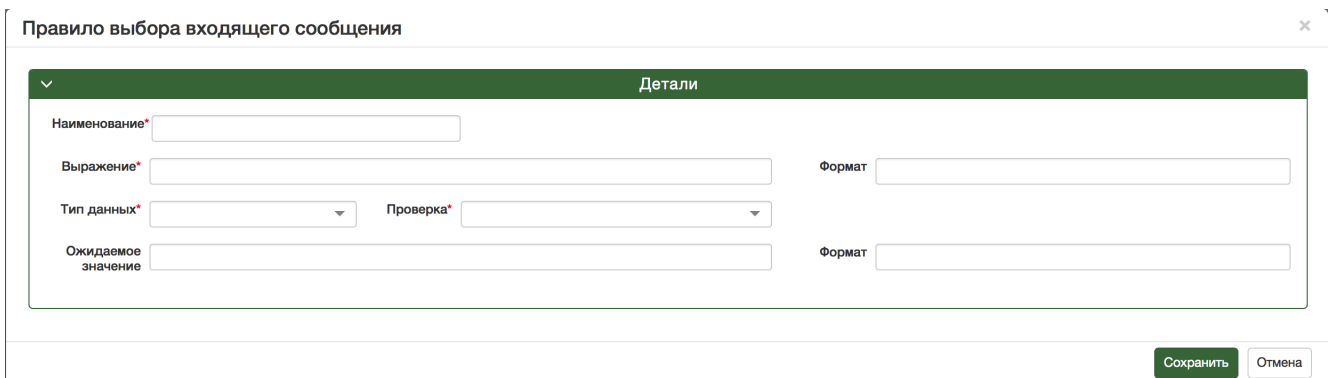 Правило выбора входящего сообщения ×
Детали
Наименование*
Выражение* Формат
Тип данных* Проверка*
Ожидаемое
значение Формат
Сохранить Отмена